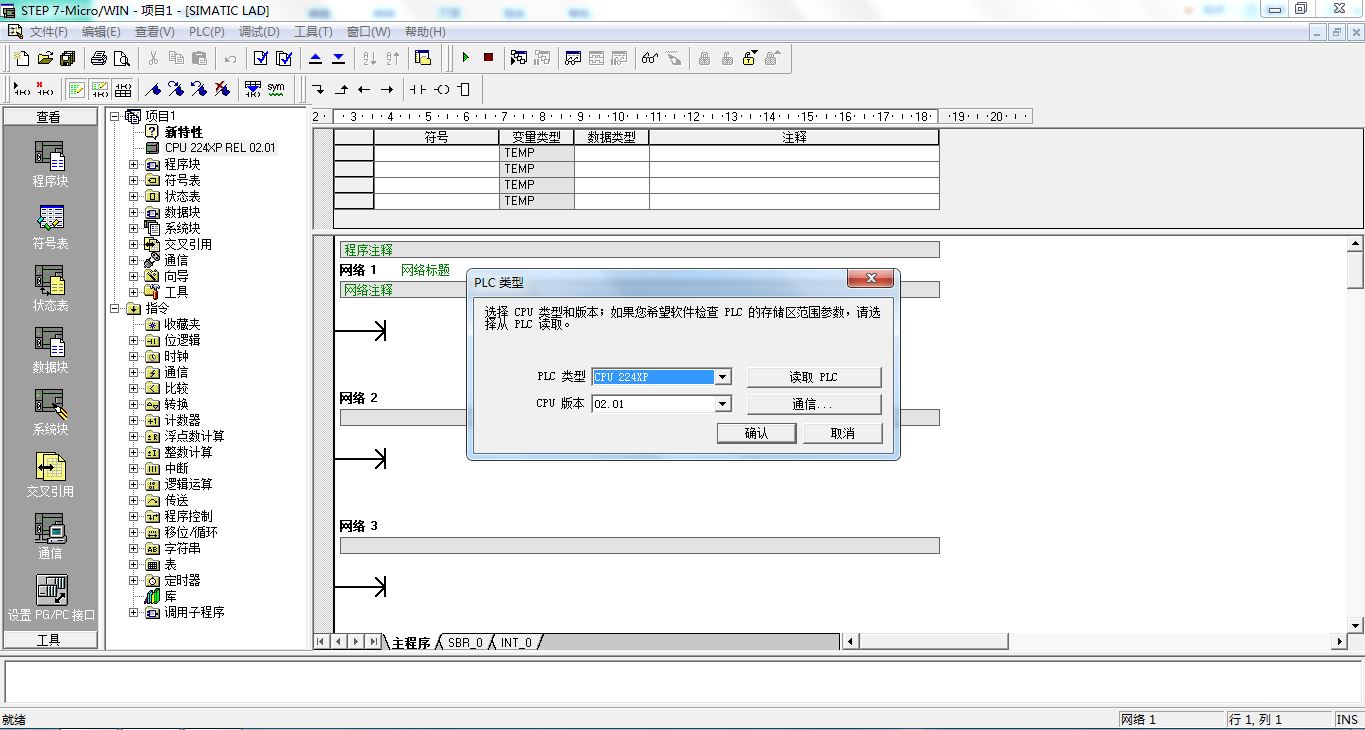 STEP 7-Micro/WIN - 项目1 - [SIMATIC LAD]
文件(F) 编辑(E) 查看(V) PLC(P) 调试(D) 工具(T) 窗口(W) 帮助(H)
sym
查看
程序块
符号表
状态表
数据块
系统块
交叉引用
通信
设置 PG/PC 接口
工具
项目1
新特性
CPU 224XP REL 02.01
程序块
符号表
状态表
数据块
系统块
交叉引用
通信
向导
工具
指令
收藏夹
位逻辑
时钟
通信
比较
转换
计数器
浮点数计算
整数计算
中断
逻辑运算
传送
程序控制
移位/循环
字符串
表
定时器
库
调用子程序
2 · 3 · 4 · 5 · 6 · 7 · 8 · 9 · 10 · 11 · 12 · 13 · 14 · 15 · 16 · 17 · 18 · 19 · 20
符号 变量类型 数据类型 注释
TEMP
TEMP
TEMP
TEMP
程序注释
网络 1 网络标题
网络注释
网络 2
网络 3
PLC 类型
选择 CPU 类型和版本；如果您希望软件检查 PLC 的存储区范围参数，请选
择从 PLC 读取。
PLC 类型 CPU 224XP 读取 PLC
CPU 版本 02.01 通信...
确认 取消
主程序 SBR_0 INT_0
就绪 网络 1 行 1, 列 1 INS